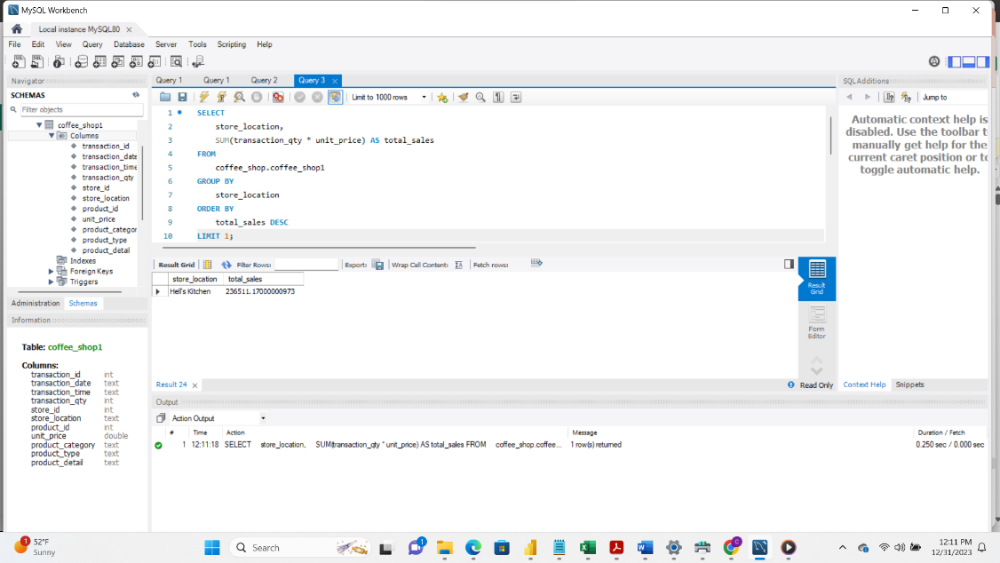 MySQL Workbench
Local instance MySQL80
File Edit View Query Database Server Tools Scripting Help
Navigator
SCHEMAS
Filter objects
coffee_shop1
Columns
transaction_id
transaction_date
transaction_time
transaction_qty
store_id
store_location
product_id
unit_price
product_categor
product_type
product_detail
Indexes
Foreign Keys
Triggers
Administration Schemas
Information
Table: coffee_shop1
Columns:
transaction_id int
transaction_date text
transaction_time text
transaction_qty int
store_id int
store_location text
product_id int
unit_price double
product_category text
product_type text
product_detail text
Query 1 Query 1 Query 2 Query 3
Limit to 1000 rows
1 SELECT
2 store_location,
3 SUM(transaction_qty * unit_price) AS total_sales
4 FROM
5 coffee_shop.coffee_shop1
6 GROUP BY
7 store_location
8 ORDER BY
9 total_sales DESC
10 LIMIT 1;
Result Grid Filter Rows: Export: Wrap Cell Content: Fetch rows:
store_location total_sales
Hell's Kitchen 236511.17000000973
Result Grid
Form Editor
Result 24 Read Only
Output
Action Output
# Time Action Message Duration / Fetch
1 12:11:18 SELECT store_location, SUM(transaction_qty * unit_price) AS total_sales FROM coffee_shop.coffee... 1 row(s) returned 0.250 sec / 0.000 sec
SQLAdditions
Jump to
Automatic context help is
disabled. Use the toolbar t
manually get help for the
current caret position or to
toggle automatic help.
Context Help Snippets
1
52°F
Sunny
Search
1
C
12:11 PM
12/31/2023